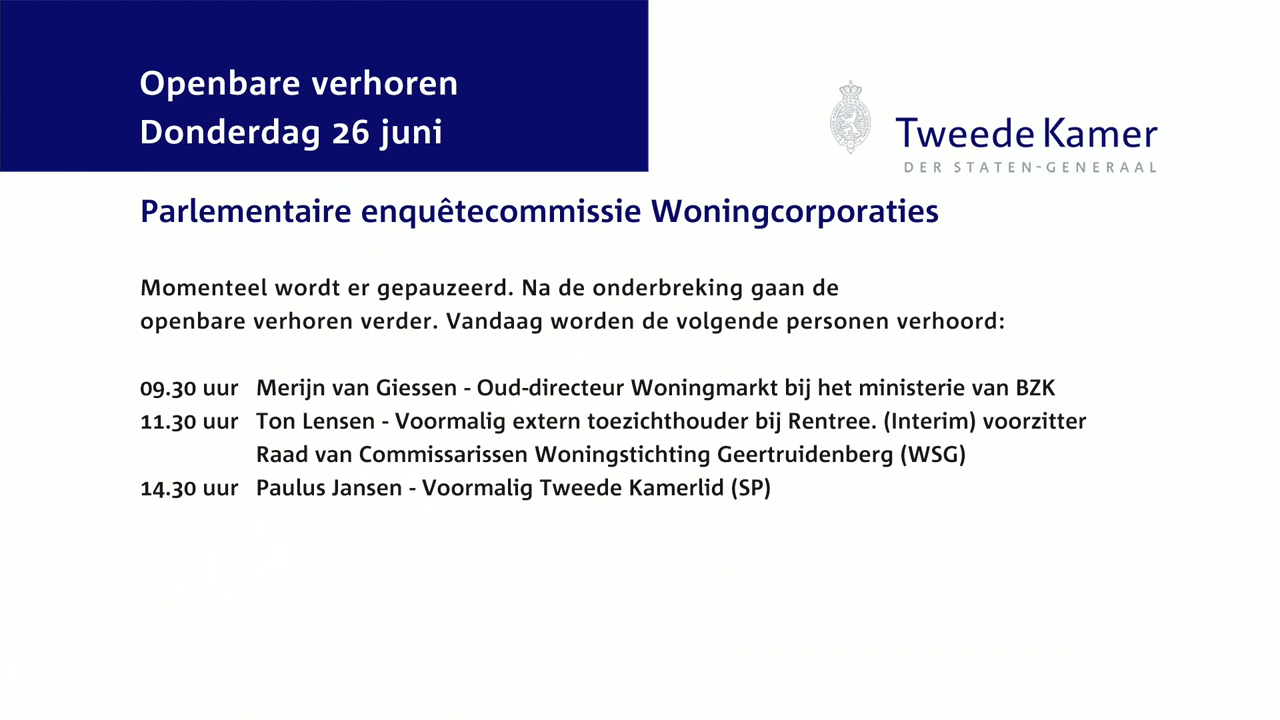 Openbare verhoren
Donderdag 26 juni
Tweede Kamer
DER STATEN-GENERAAL
Parlementaire enquêtecommissie Woningcorporaties
Momenteel wordt er gepauzeerd. Na de onderbreking gaan de
openbare verhoren verder. Vandaag worden de volgende personen verhoord:
09.30 uur Merijn van Giessen - Oud-directeur Woningmarkt bij het ministerie van BZK
11.30 uur Ton Lensen - Voormalig extern toezichthouder bij Rentree. (Interim) voorzitter
Raad van Commissarissen Woningstichting Geertruidenberg (WSG)
14.30 uur Paulus Jansen - Voormalig Tweede Kamerlid (SP)